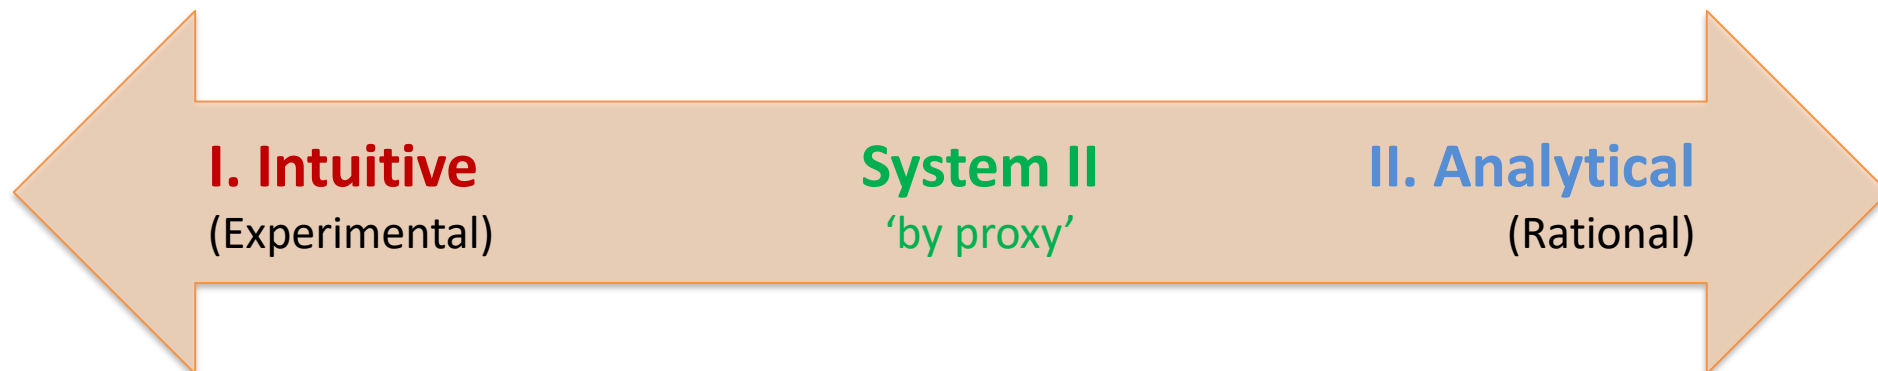 I. Intuitive
(Experimental)
System II
‘by proxy’
II. Analytical
(Rational)